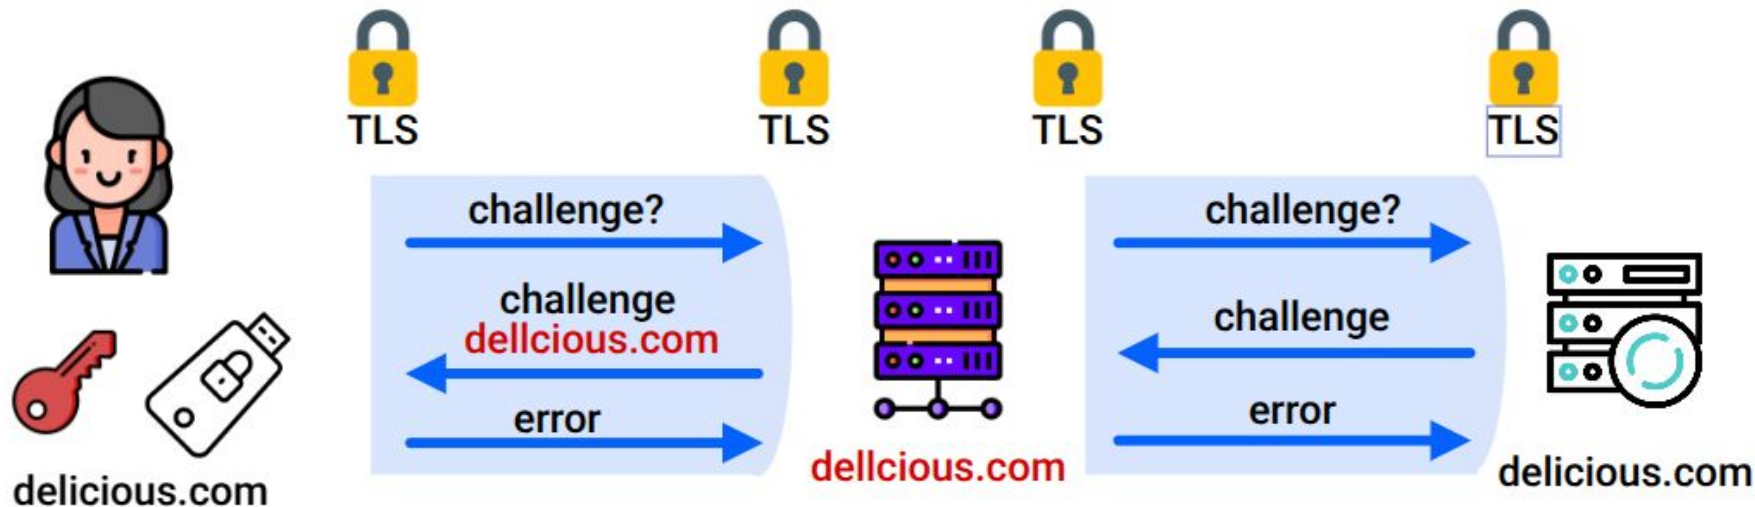 TLS
TLS
TLS
TLS
challenge?
challenge
dellcious.com
error
challenge?
challenge
error
delicious.com
dellcious.com
delicious.com